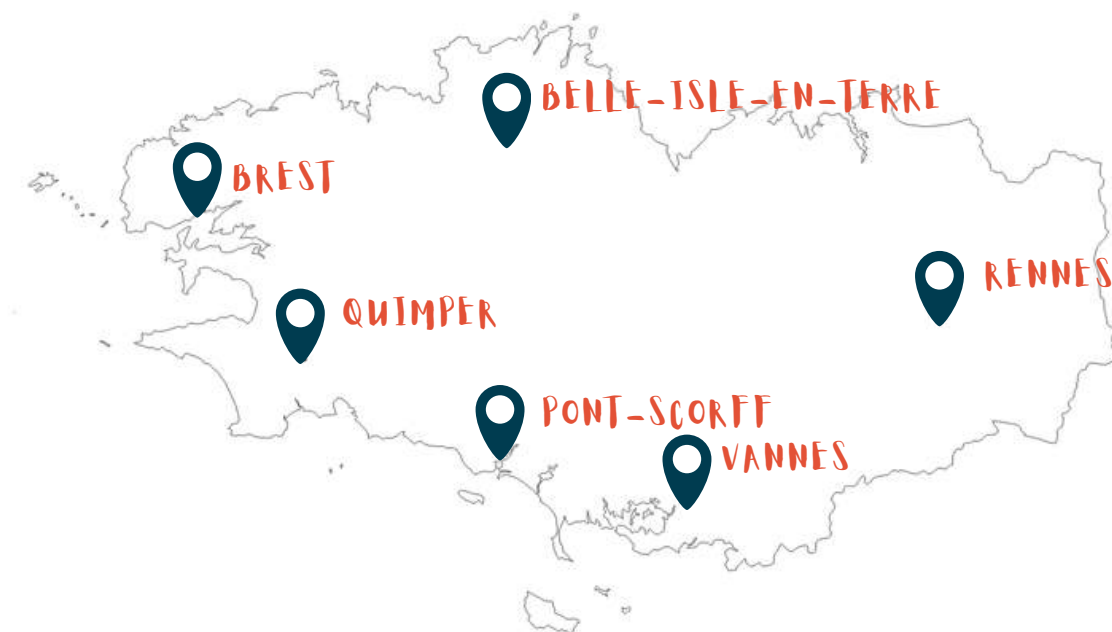 BELLE-ISLE-EN-TERRE
BREST
RENNES
QUIMPER
PONT-SCORFF
VANNES